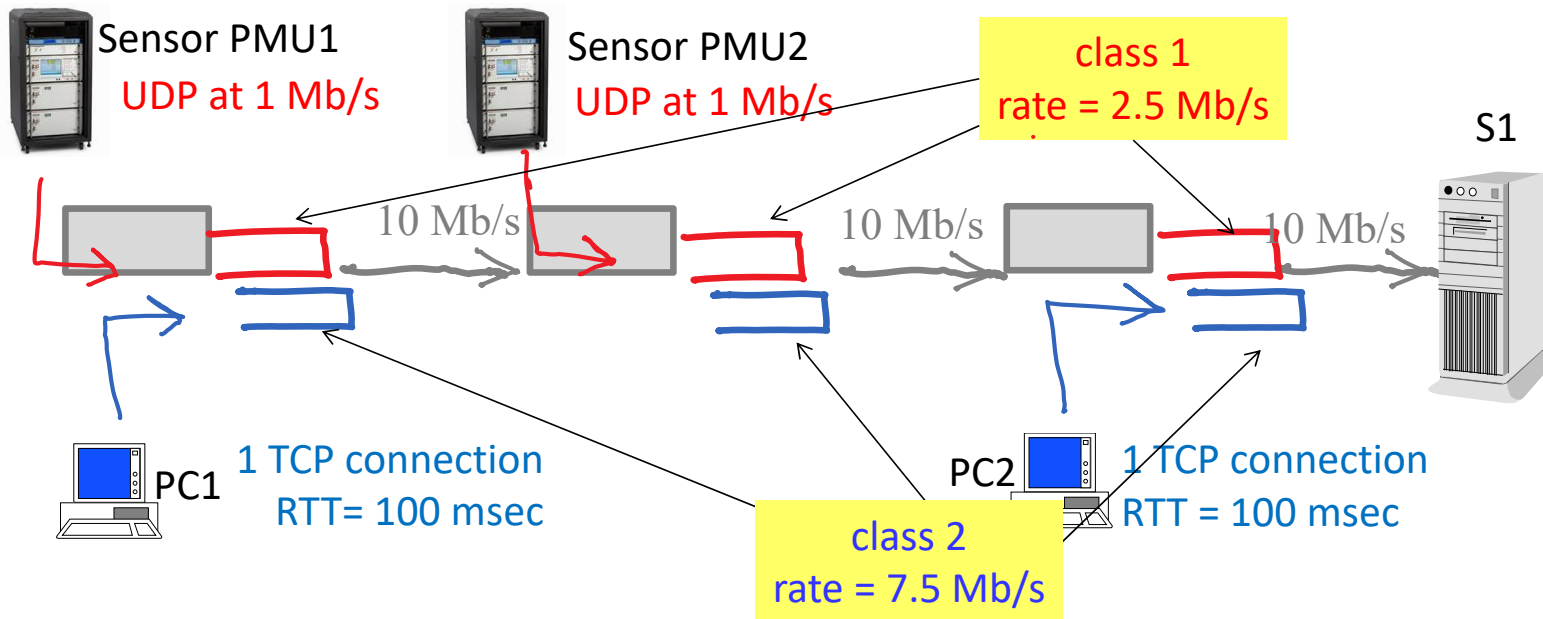 Sensor PMU1
UDP at 1 Mb/s
Sensor PMU2
UDP at 1 Mb/s
class 1
rate = 2.5 Mb/s
S1
10 Mb/s
10 Mb/s
10 Mb/s
PC1
1 TCP connection
RTT= 100 msec
PC2
1 TCP connection
RTT = 100 msec
class 2
rate = 7.5 Mb/s